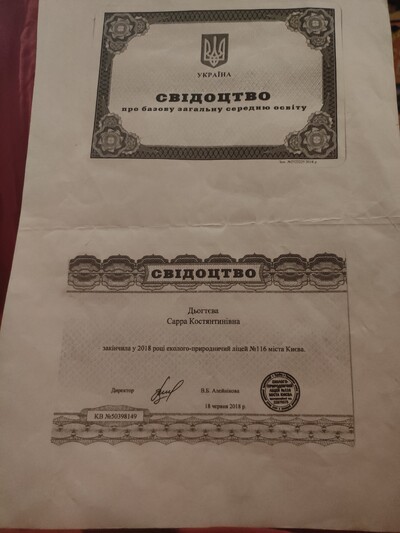 УКРАЇНА
СВІДОЦТВО
про базову загальну середню освіту
СВІДОЦТВО
Дьогтєва
Сарра Костянтинівна
закінчила у 2018 році еколого-природничий ліцей №116 міста Києва.
Директор
18 червня 2018 р.
КВ №50398149